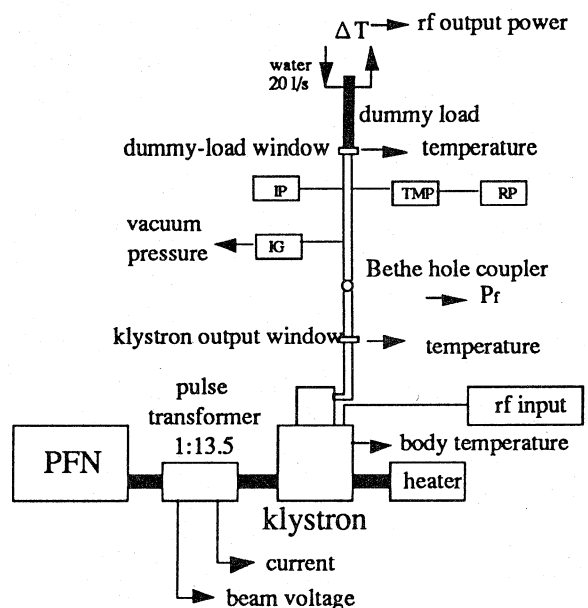 ΔT
rf output power
water
20 l/s
dummy load
dummy-load window
temperature
IP
TMP
RP
vacuum
pressure
IG
Bethe hole coupler
Pf
klystron output window
temperature
pulse
transformer
1:13.5
rf input
PFN
body temperature
heater
klystron
current
beam voltage